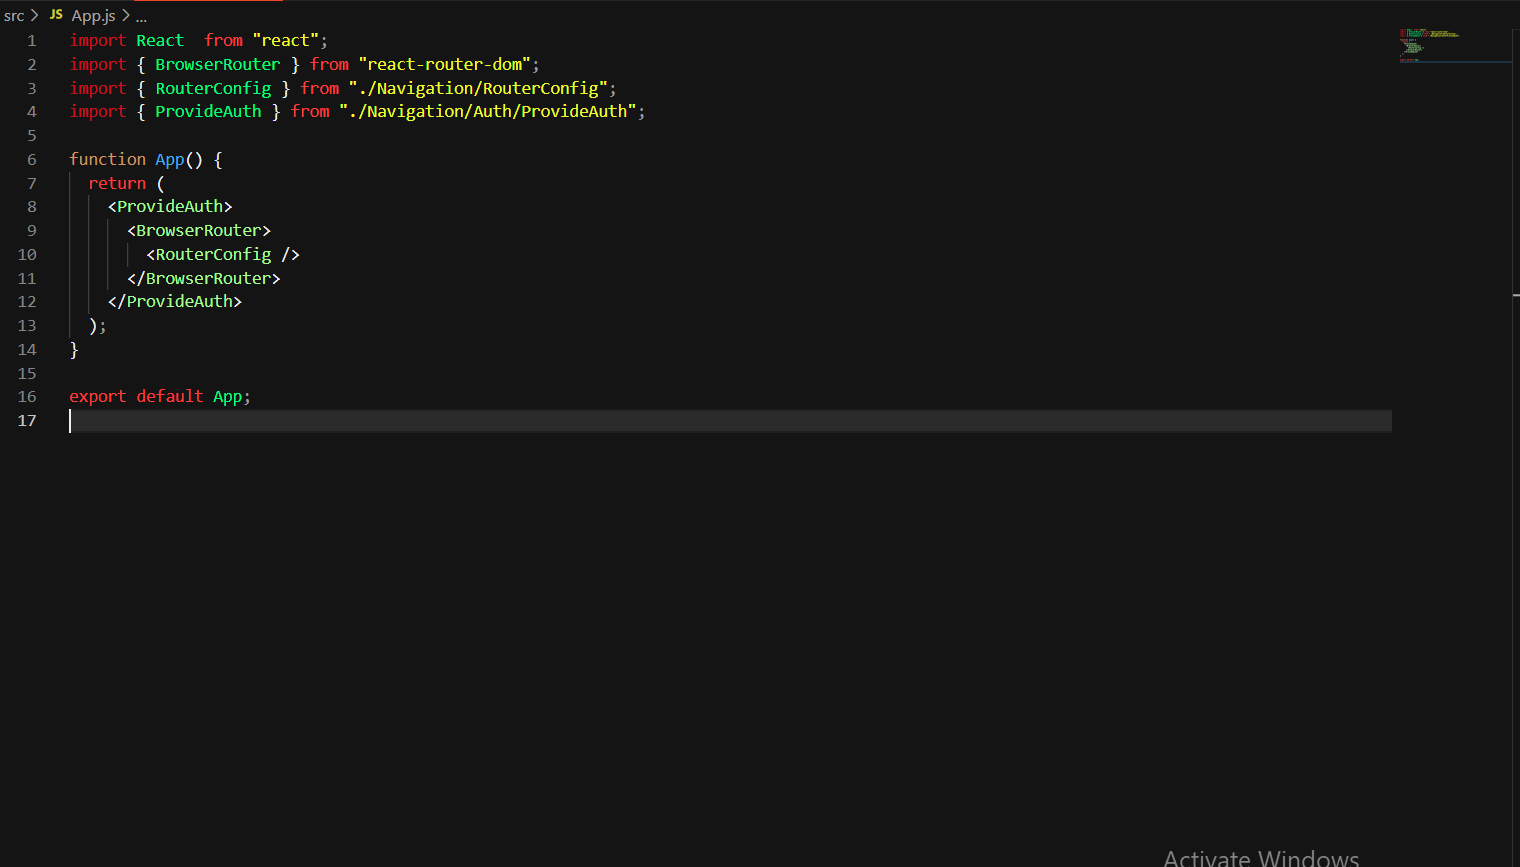 src > JS App.js > ...
1 import React  from "react";
2 import { BrowserRouter } from "react-router-dom";
3 import { RouterConfig } from "./Navigation/RouterConfig";
4 import { ProvideAuth } from "./Navigation/Auth/ProvideAuth";
5
6 function App() {
7   return (
8     <ProvideAuth>
9       <BrowserRouter>
10         <RouterConfig />
11       </BrowserRouter>
12     </ProvideAuth>
13   );
14 }
15
16 export default App;
17
Activate Windows